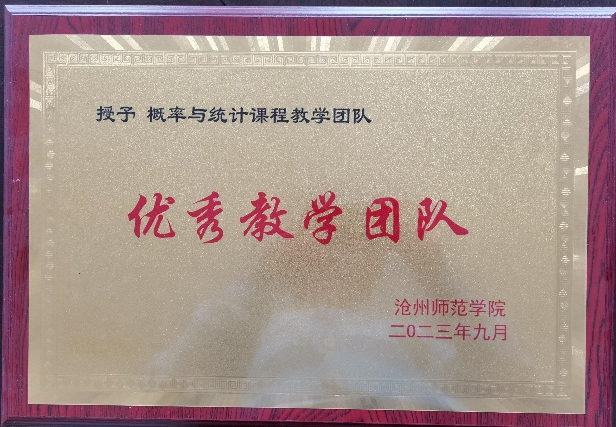 授予 概率与统计课程教学团队
优秀教学团队
沧州师范学院
二0二三年九月